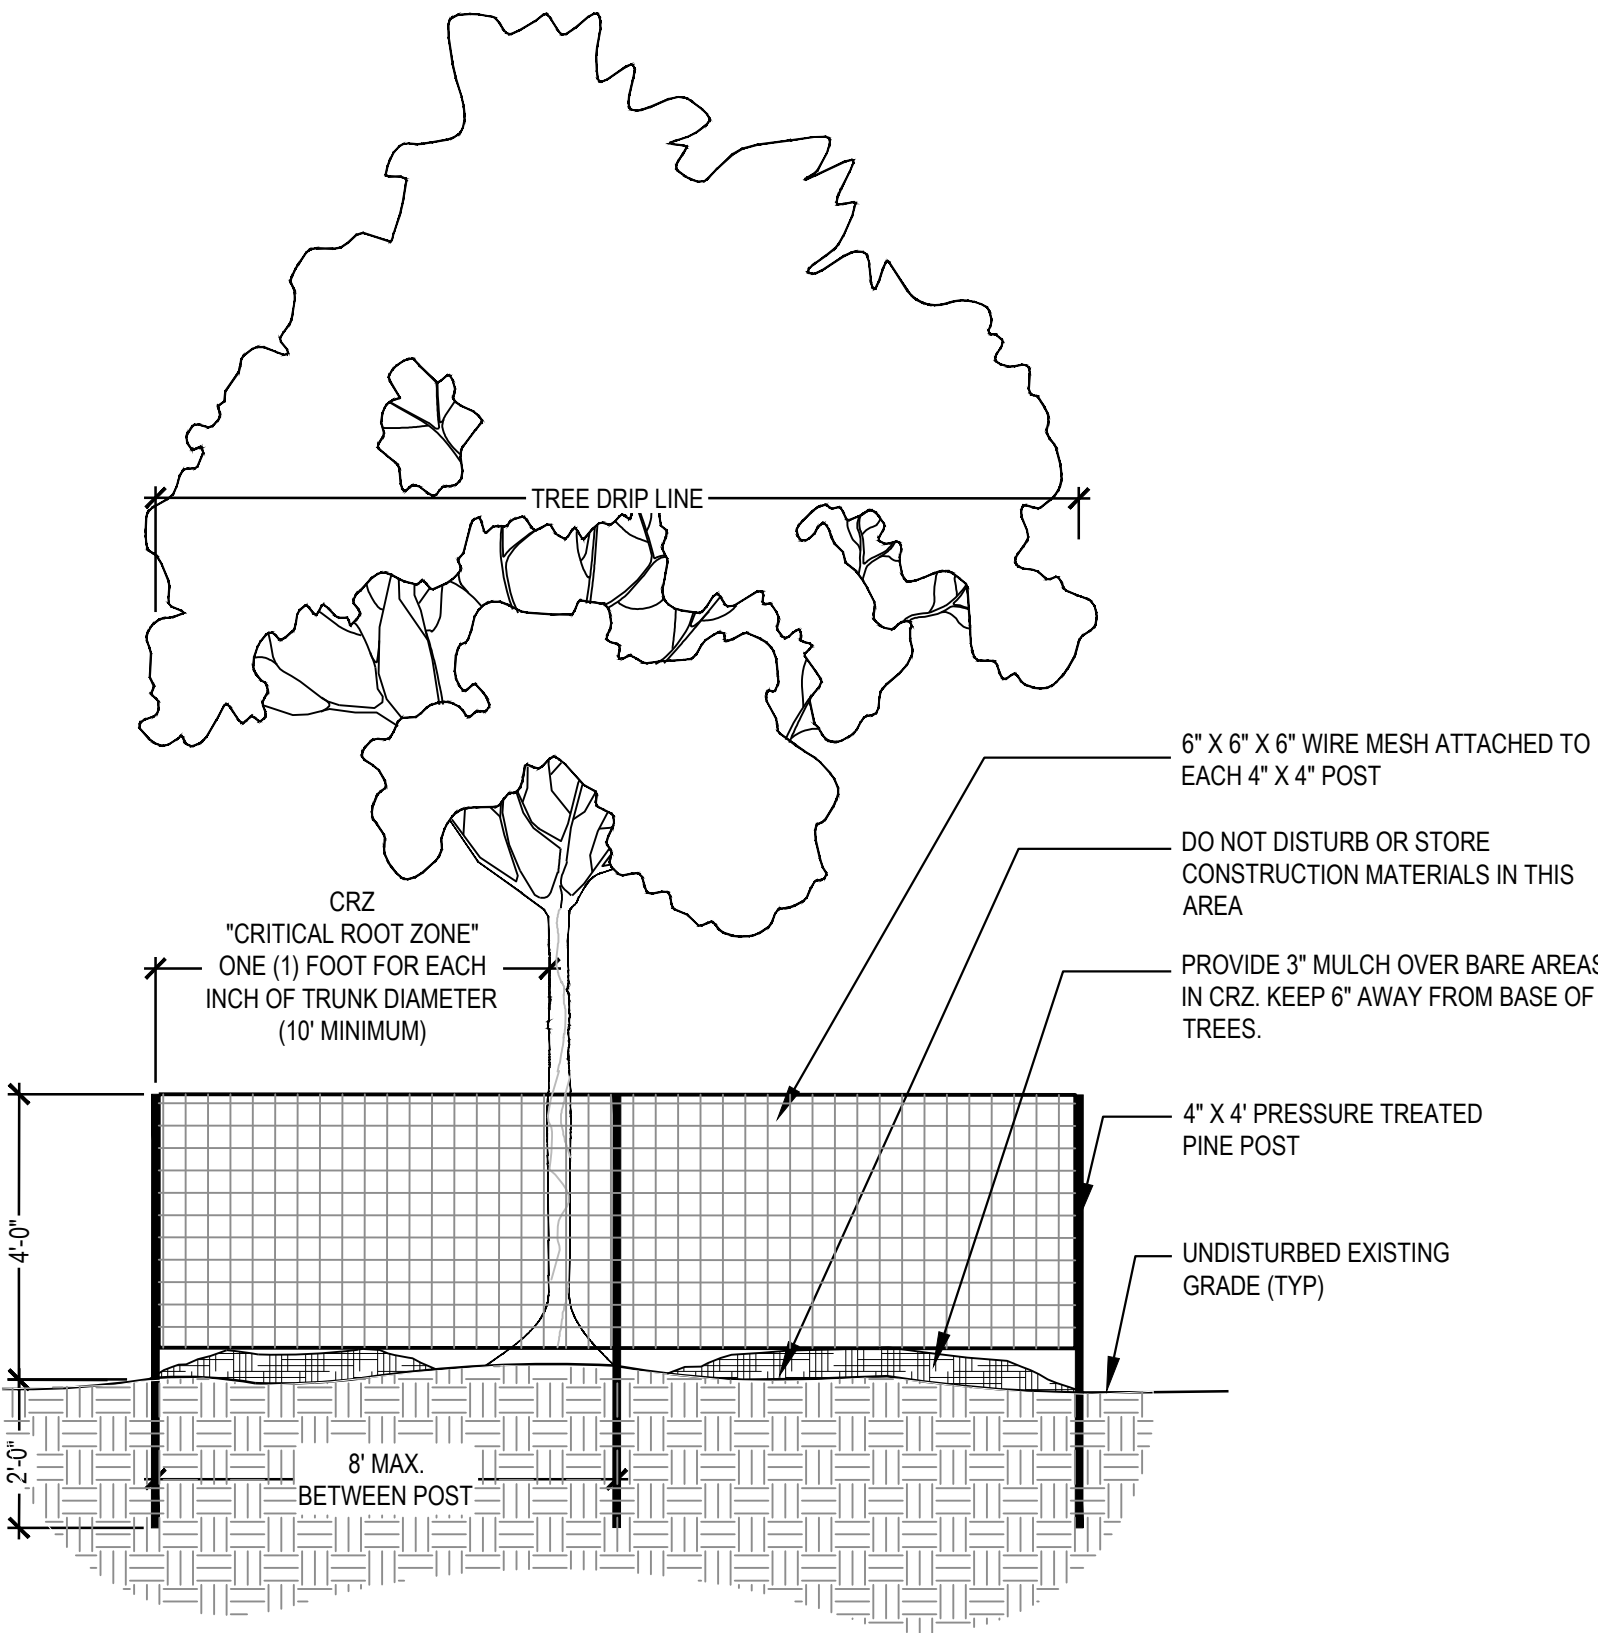 TREE DRIP LINE
6" X 6" X 6" WIRE MESH ATTACHED TO
EACH 4" X 4" POST
DO NOT DISTURB OR STORE
CONSTRUCTION MATERIALS IN THIS
AREA
CRZ
"CRITICAL ROOT ZONE"
ONE (1) FOOT FOR EACH
INCH OF TRUNK DIAMETER
(10' MINIMUM)
PROVIDE 3" MULCH OVER BARE AREAS
IN CRZ. KEEP 6" AWAY FROM BASE OF
TREES.
4" X 4' PRESSURE TREATED
PINE POST
4'-0"
UNDISTURBED EXISTING
GRADE (TYP)
2'-0"
8' MAX.
BETWEEN POST